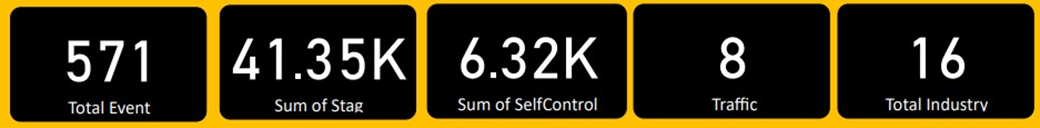 571
Total Event
41.35K
Sum of Stag
6.32K
Sum of SelfControl
8
Traffic
16
Total Industry